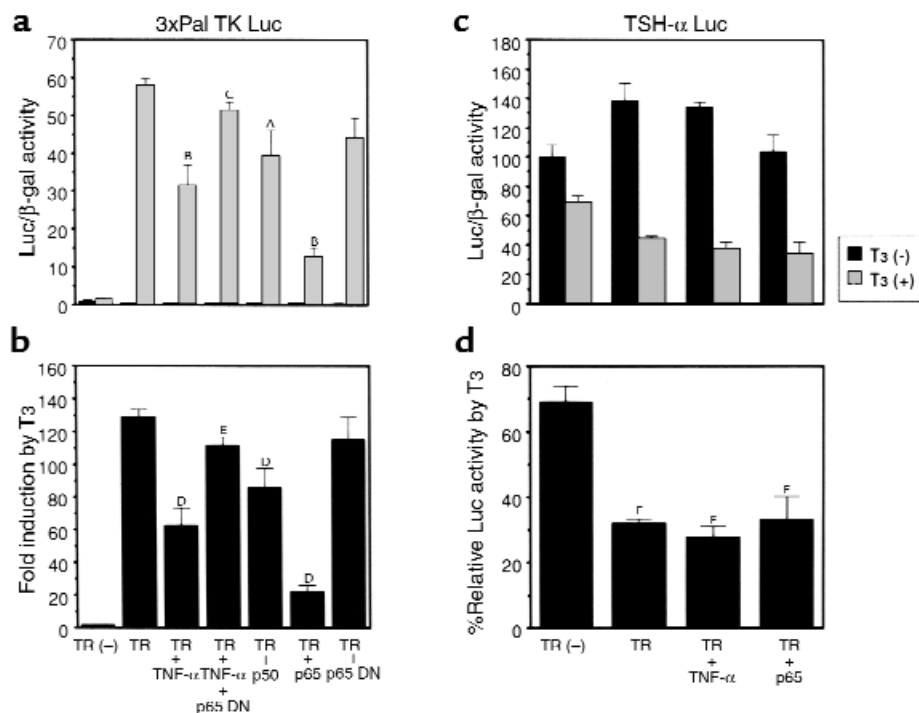 a
3xPal TK Luc
Luc/β-gal activity
70
60
50
40
30
20
10
0
B
C
A
B
b
Fold induction by T3
160
140
120
100
80
60
40
20
0
D
E
D
D
TR (–)
TR
TR
+
TNF-α
TR
+
TNF-α
+
p65 DN
TR
–
p50
TR
+
p65
TR
–
p65 DN
c
TSH-α Luc
Luc/β-gal activity
180
140
120
100
80
60
40
20
0
T3 (-)
T3 (+)
d
%Relative Luc activity by T3
80
60
40
20
0
F
F
TR (–)
TR
TR
+
TNF-α
TR
+
p65